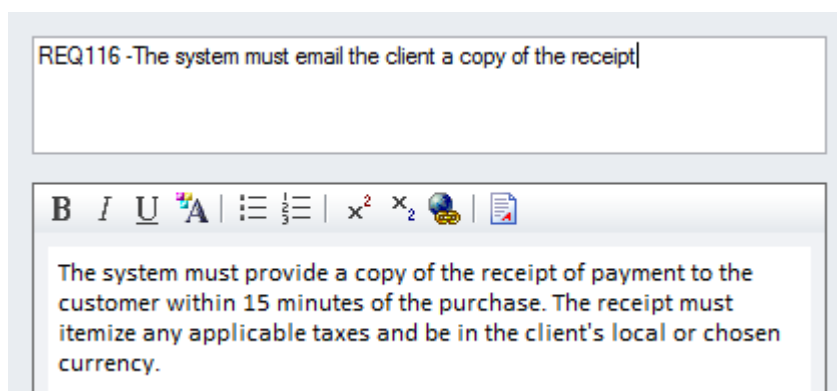 REQ116 -The system must email the client a copy of the receipt
B I U A x² x₂
The system must provide a copy of the receipt of payment to the
customer within 15 minutes of the purchase. The receipt must
itemize any applicable taxes and be in the client's local or chosen
currency.